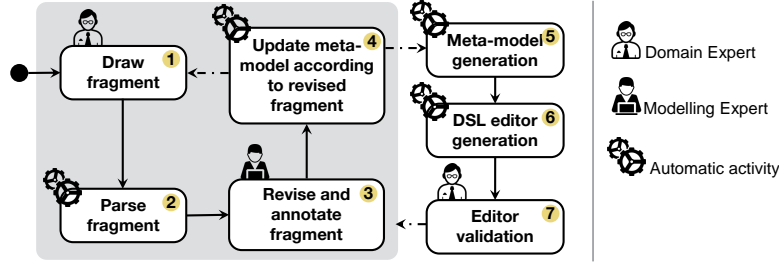 Draw
fragment
1
Parse
fragment
2
Revise and
annotate
fragment
3
Update meta-
model according
to revised
fragment
4
Meta-model
generation
5
DSL editor
generation
6
Editor
validation
7
Domain Expert
Modelling Expert
Automatic activity